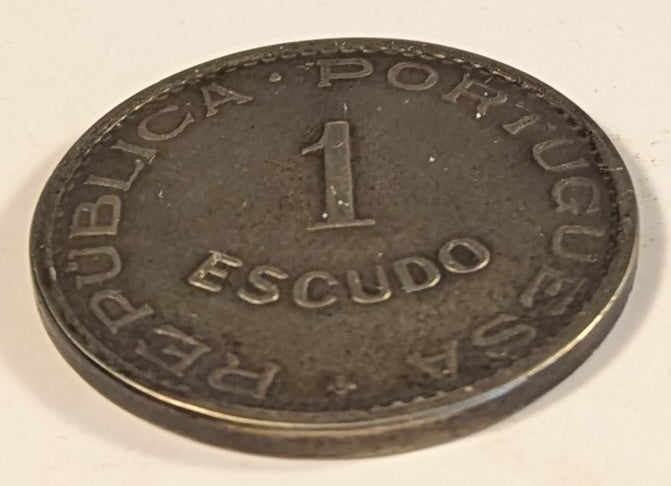 REPÚBLICA · PORTUGUESA
1
ESCUDO